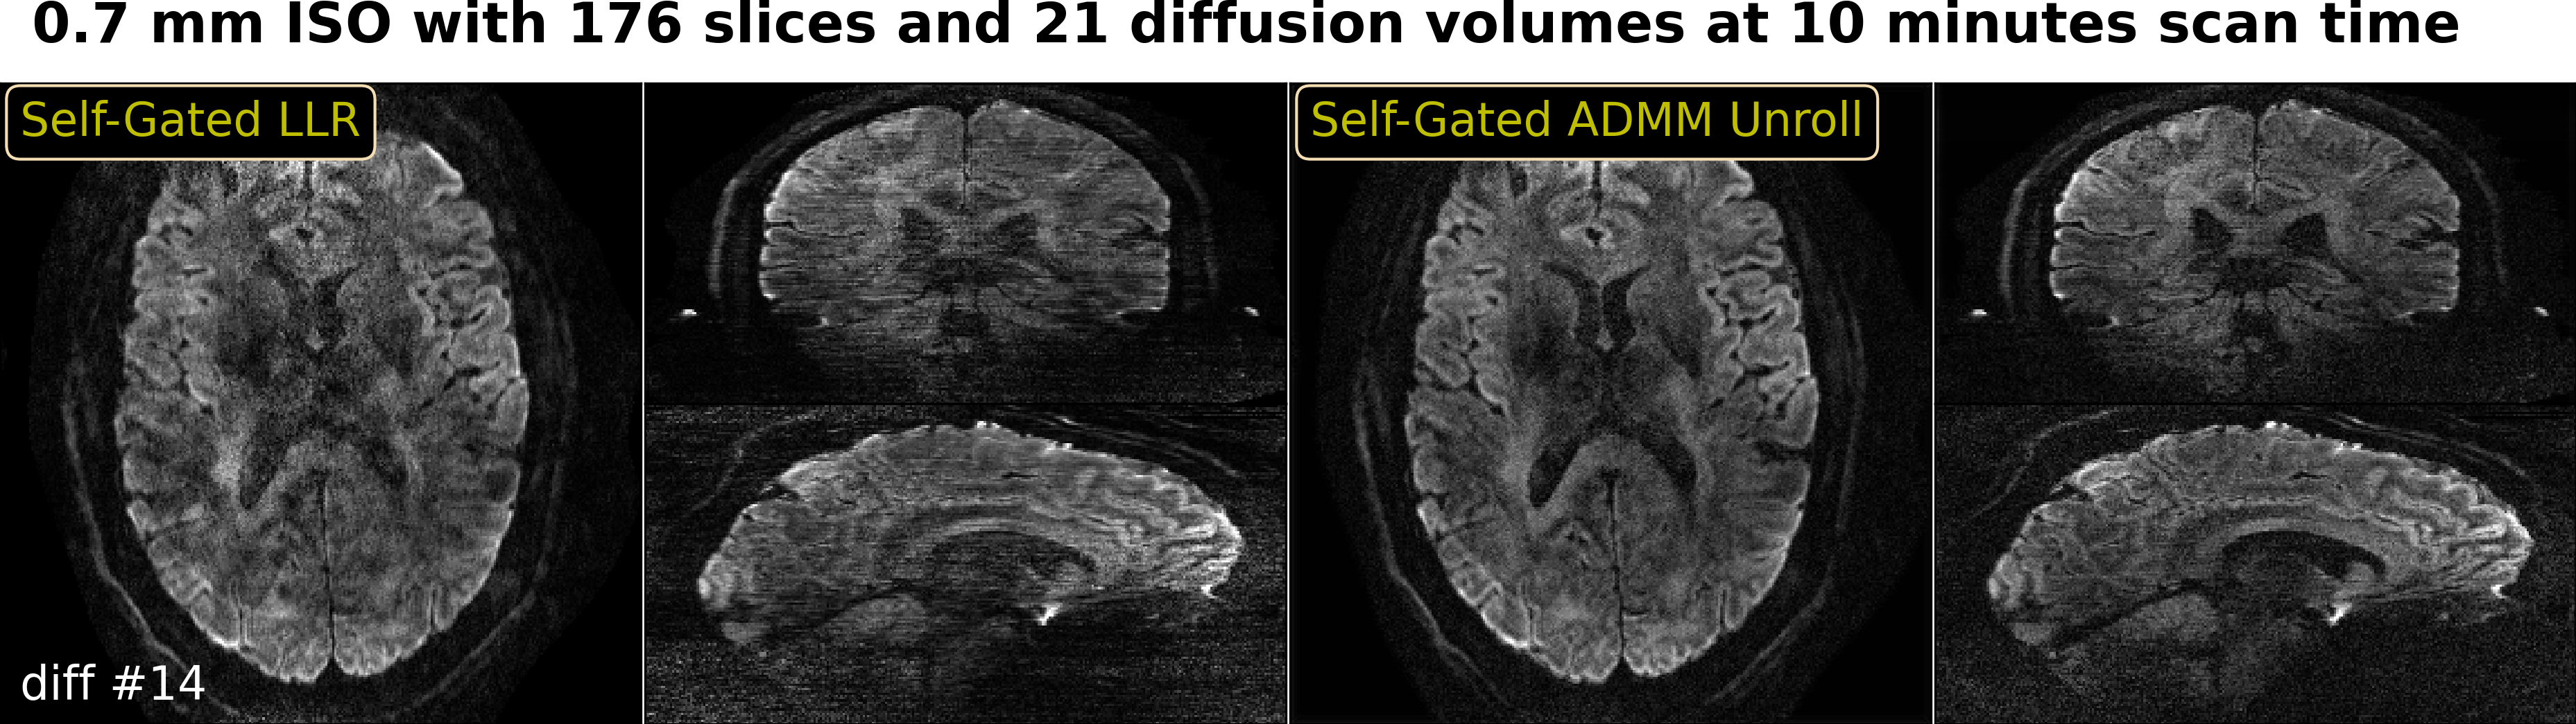 0.7 mm ISO with 176 slices and 21 diffusion volumes at 10 minutes scan time
Self-Gated LLR
Self-Gated ADMM Unroll
diff #14